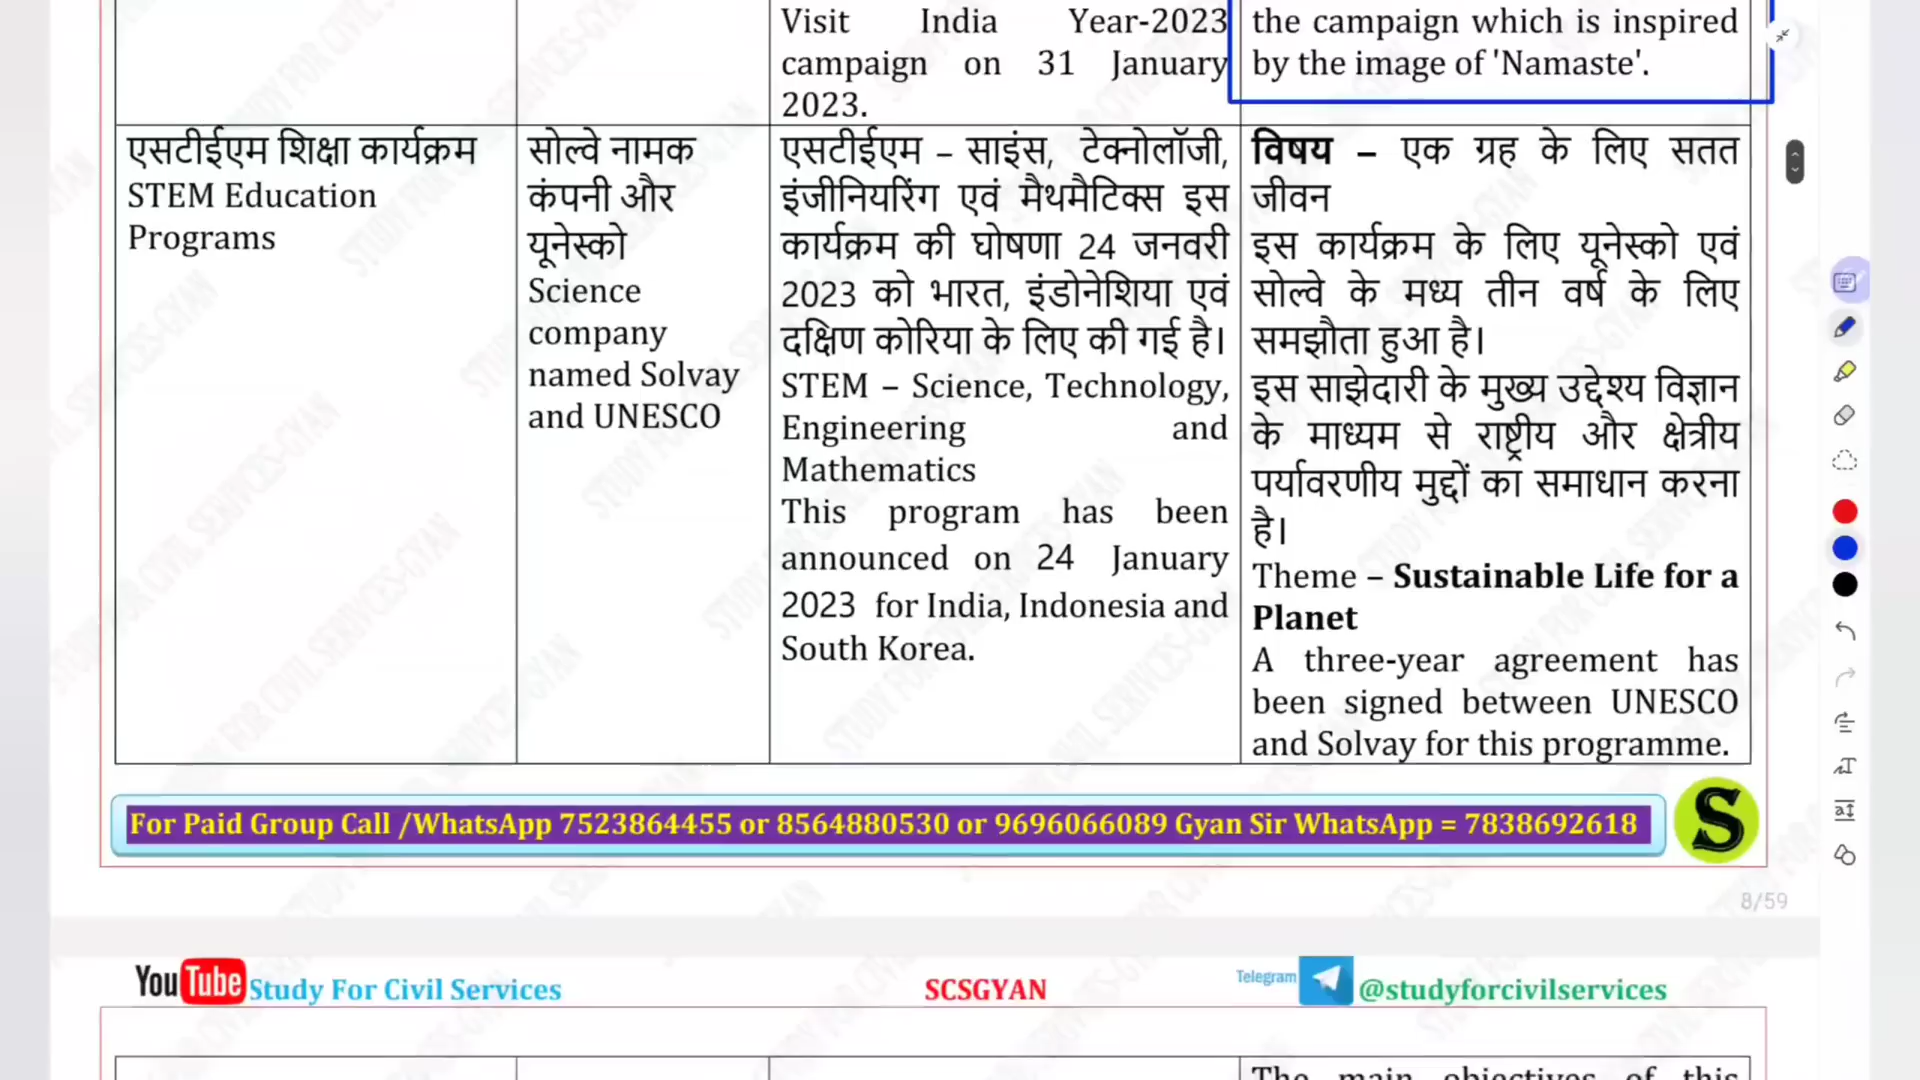 Visit India Year-2023
campaign on 31 January
2023.
the campaign which is inspired
by the image of 'Namaste'.
एसटीईएम शिक्षा कार्यक्रम
STEM Education
Programs
सोल्वे नामक
कंपनी और
यूनेस्को
Science
company
named Solvay
and UNESCO
एसटीईएम – साइंस, टेक्नोलॉजी,
इंजीनियरिंग एवं मैथमैटिक्स इस
कार्यक्रम की घोषणा 24 जनवरी
2023 को भारत, इंडोनेशिया एवं
दक्षिण कोरिया के लिए की गई है।
STEM – Science, Technology,
Engineering and
Mathematics
This program has been
announced on 24 January
2023 for India, Indonesia and
South Korea.
विषय – एक ग्रह के लिए सतत
जीवन
इस कार्यक्रम के लिए यूनेस्को एवं
सोल्वे के मध्य तीन वर्ष के लिए
समझौता हुआ है।
इस साझेदारी के मुख्य उद्देश्य विज्ञान
के माध्यम से राष्ट्रीय और क्षेत्रीय
पर्यावरणीय मुद्दों का समाधान करना
है।
Theme – Sustainable Life for a
Planet
A three-year agreement has
been signed between UNESCO
and Solvay for this programme.
For Paid Group Call /WhatsApp 7523864455 or 8564880530 or 9696066089 Gyan Sir WhatsApp = 7838692618
S
8/59
YouTube Study For Civil Services
SCSGYAN
Telegram @studyforcivilservices
The main objectives of this